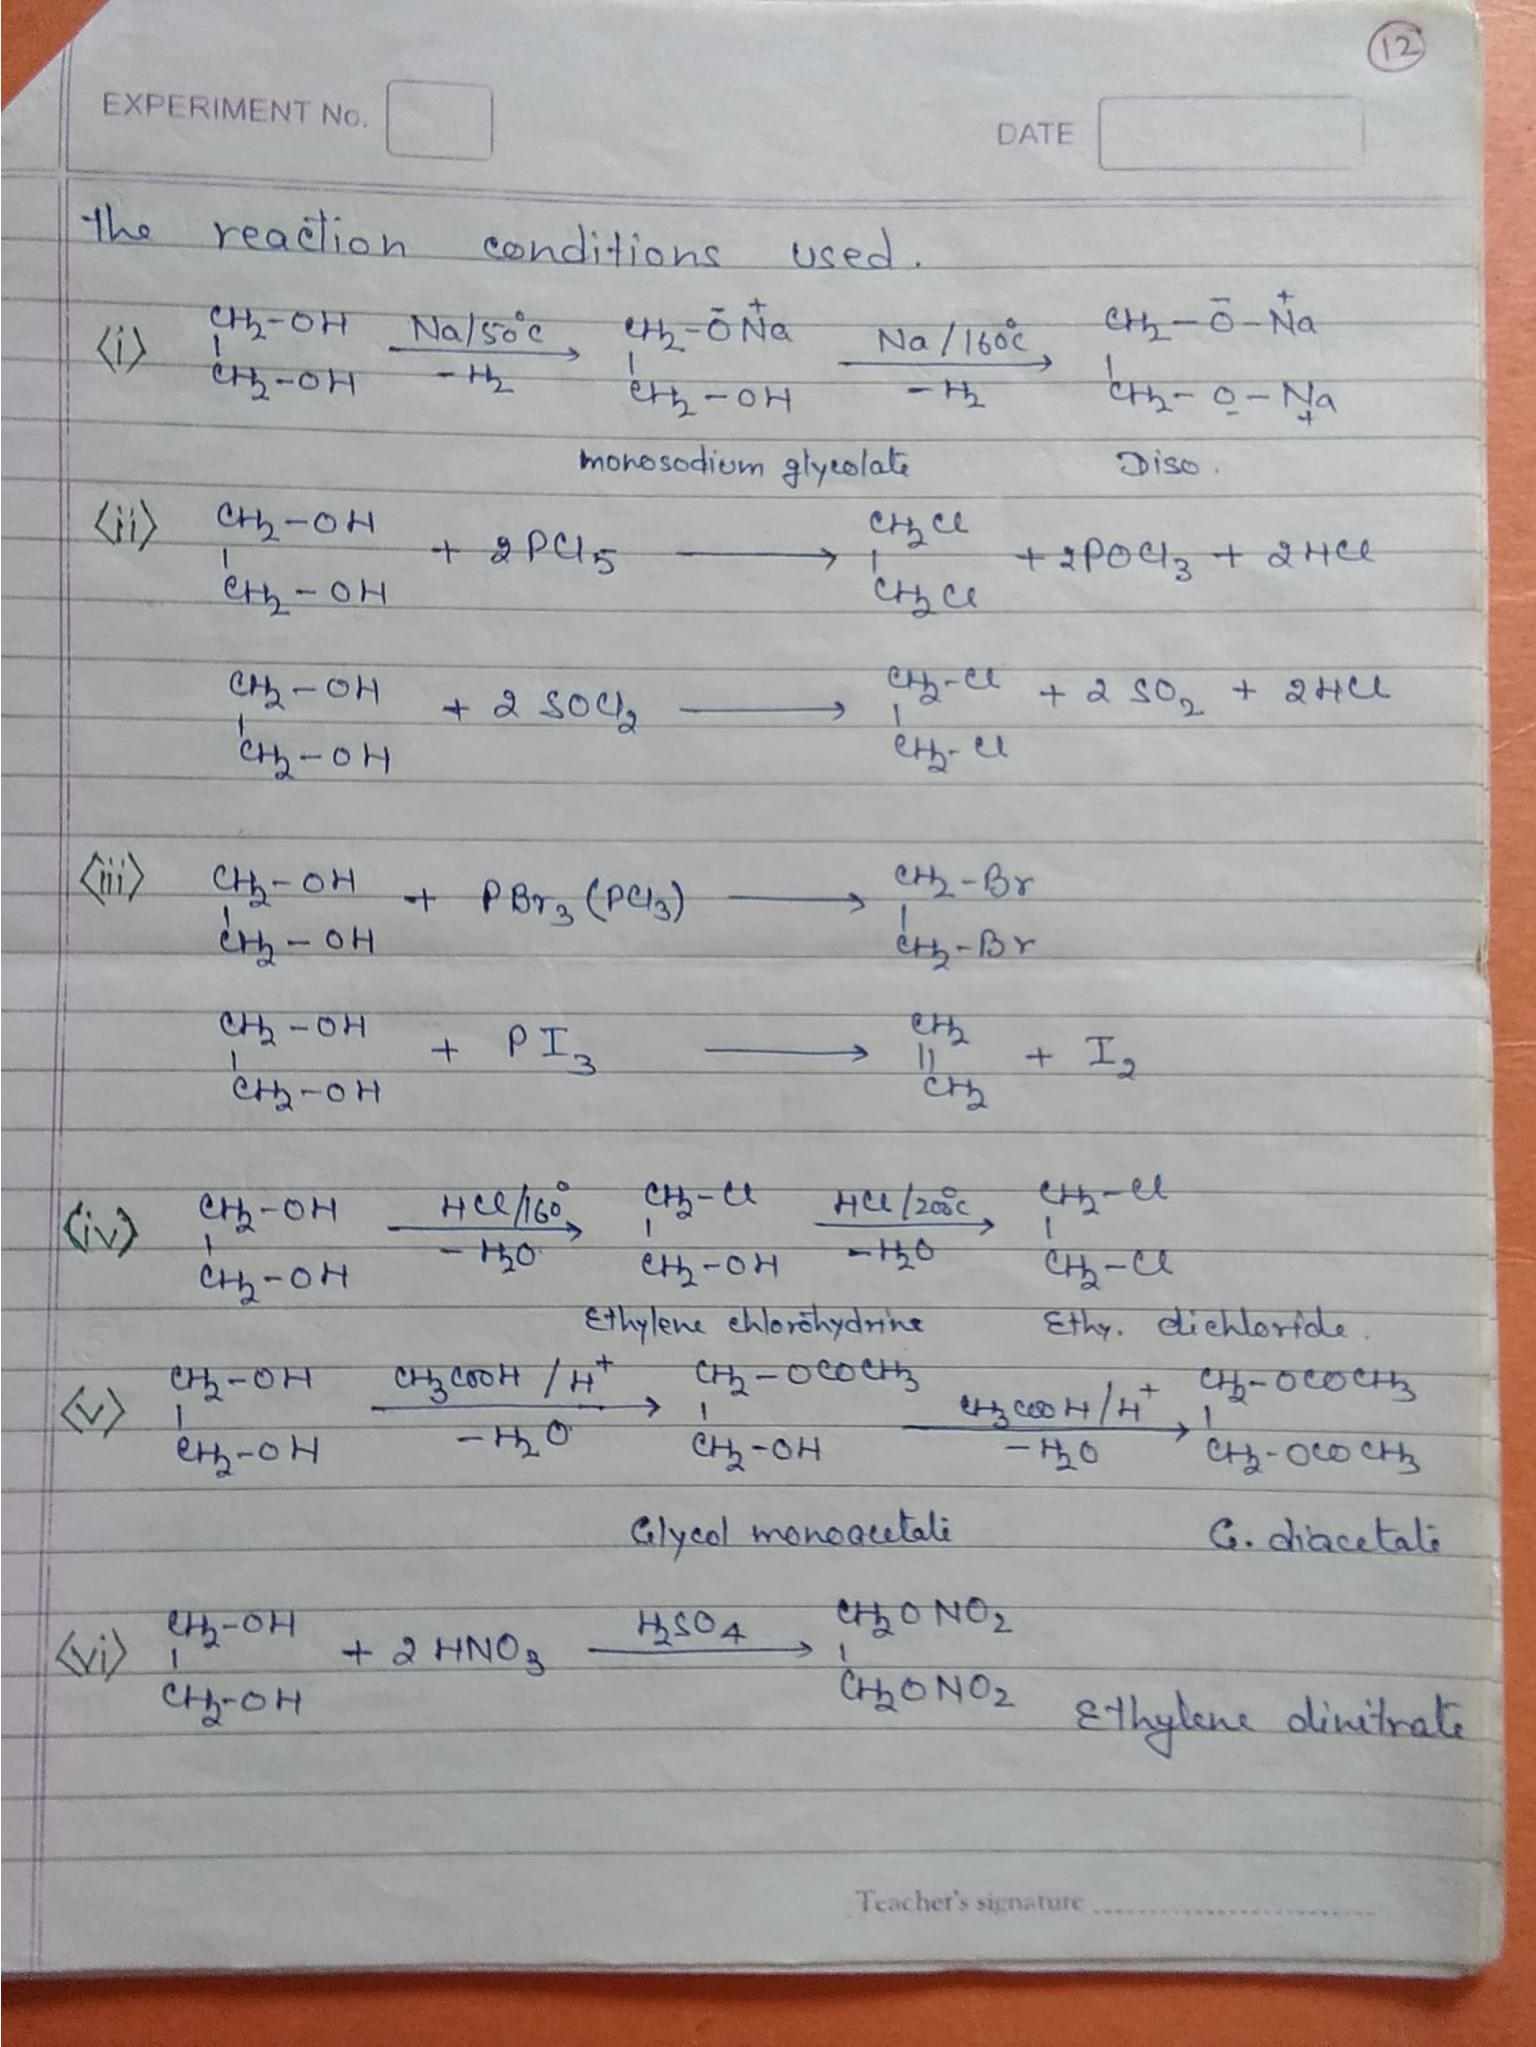 12
EXPERIMENT No.
DATE
the reaction conditions used.
(i) CH2-OH Na/50°C CH2-ŌN⁺a Na/160°C CH2-Ō-N⁺a
CH2-OH -H2 CH2-OH -H2 CH2-O-Na
- +
monosodium glycolate Diso.
(ii) CH2-OH CH2Cl
+ 2PCl5 ⟶ + 2POCl3 + 2HCl
CH2-OH CH2Cl
CH2-OH CH2-Cl
+ 2 SOCl2 ⟶ + 2 SO2 + 2HCl
CH2-OH CH2-Cl
(iii) CH2-OH CH2-Br
+ PBr3 (PCl3) ⟶
CH2-OH CH2-Br
CH2-OH CH2
+ PI3 ⟶ || + I2
CH2-OH CH2
(iv) CH2-OH HCl/160° CH2-Cl HCl/200°C CH2-Cl
CH2-OH -H2O CH2-OH -H2O CH2-Cl
Ethylene chlorohydrine Ethy. dichloride.
(v) CH2-OH CH3COOH/H⁺ CH2-OCOCH3 CH3COOH/H⁺ CH2-OCOCH3
CH2-OH -H2O CH2-OH -H2O CH2-OCOCH3
Glycol monoacetate G. diacetate
(vi) CH2-OH H2SO4 CH2ONO2
+ 2HNO3 ⟶
CH2-OH CH2ONO2 Ethylene dinitrate
Teacher's signature